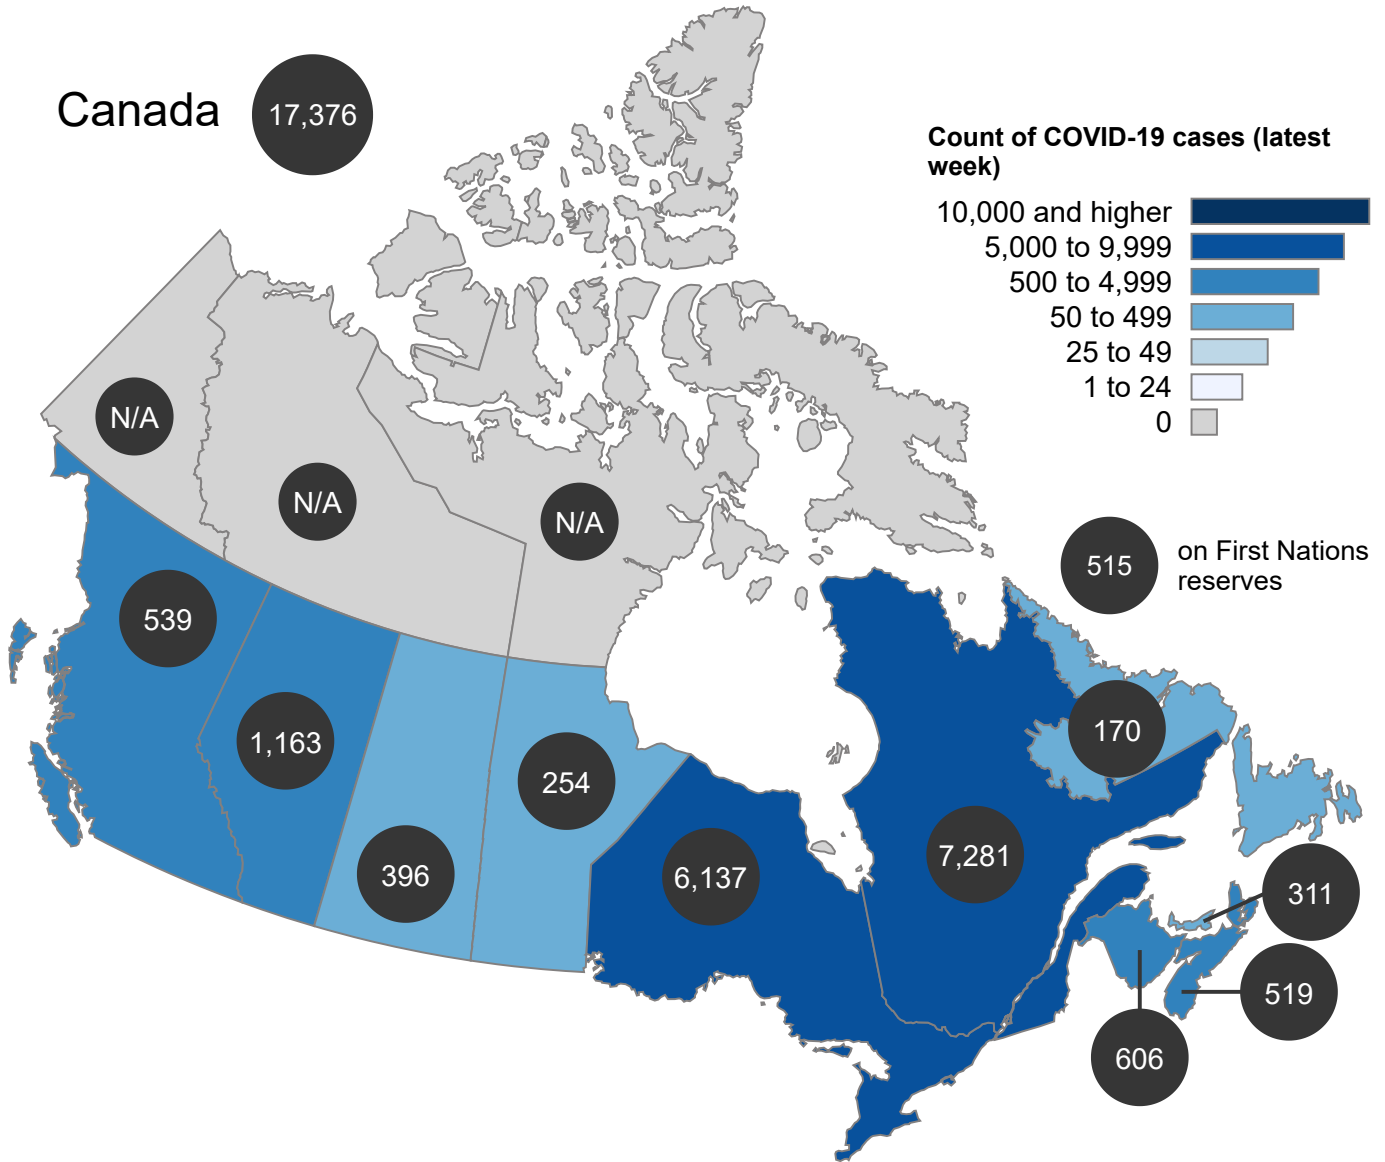 Canada
17,376
Count of COVID-19 cases (latest
week)
10,000 and higher
5,000 to 9,999
500 to 4,999
50 to 499
25 to 49
1 to 24
0
N/A
N/A
N/A
515
on First Nations
reserves
539
1,163
396
254
6,137
7,281
170
311
519
606